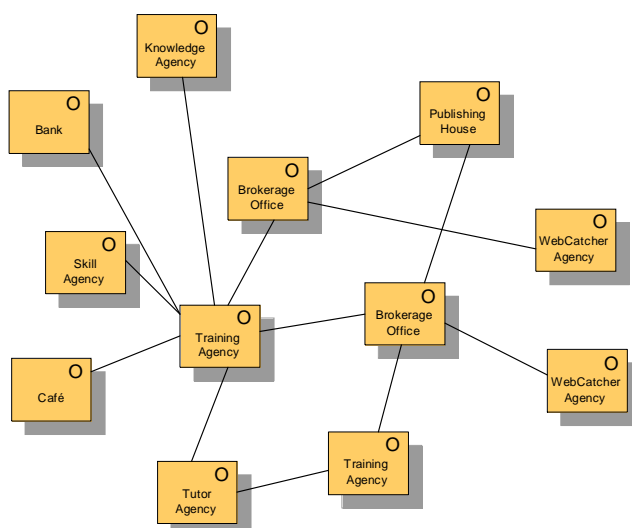 O
Knowledge
Agency
O
Bank
O
Publishing
House
O
Brokerage
Office
O
WebCatcher
Agency
O
Skill
Agency
O
Training
Agency
O
Brokerage
Office
O
WebCatcher
Agency
O
Café
O
Training
Agency
O
Tutor
Agency